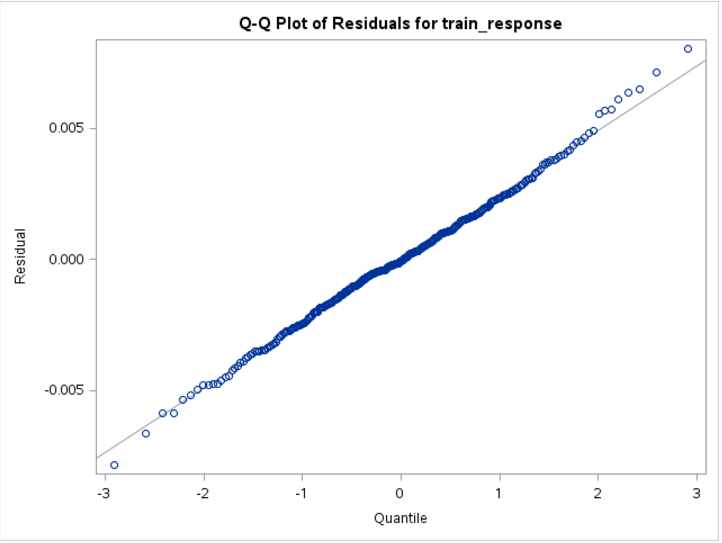 Q-Q Plot of Residuals for train_response
0.005
0.000
-0.005
Residual
-3 -2 -1 0 1 2 3
Quantile